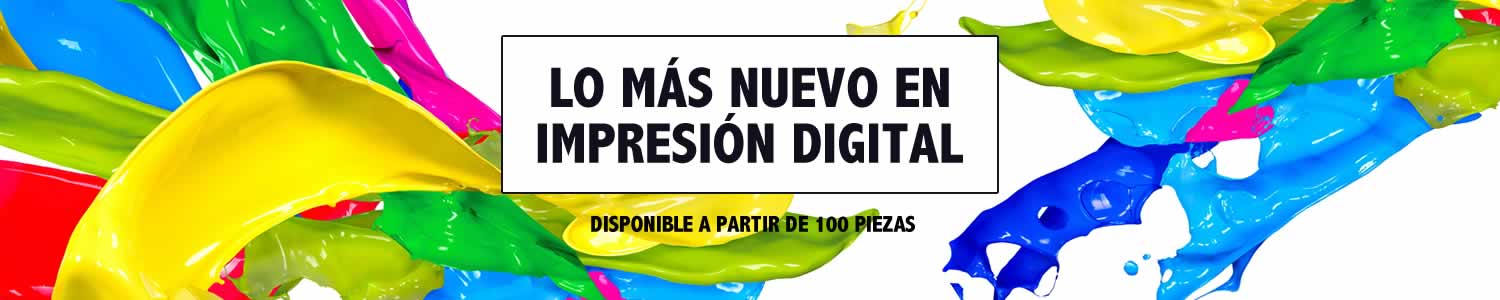 LO MÁS NUEVO EN
IMPRESIÓN DIGITAL
DISPONIBLE A PARTIR DE 100 PIEZAS